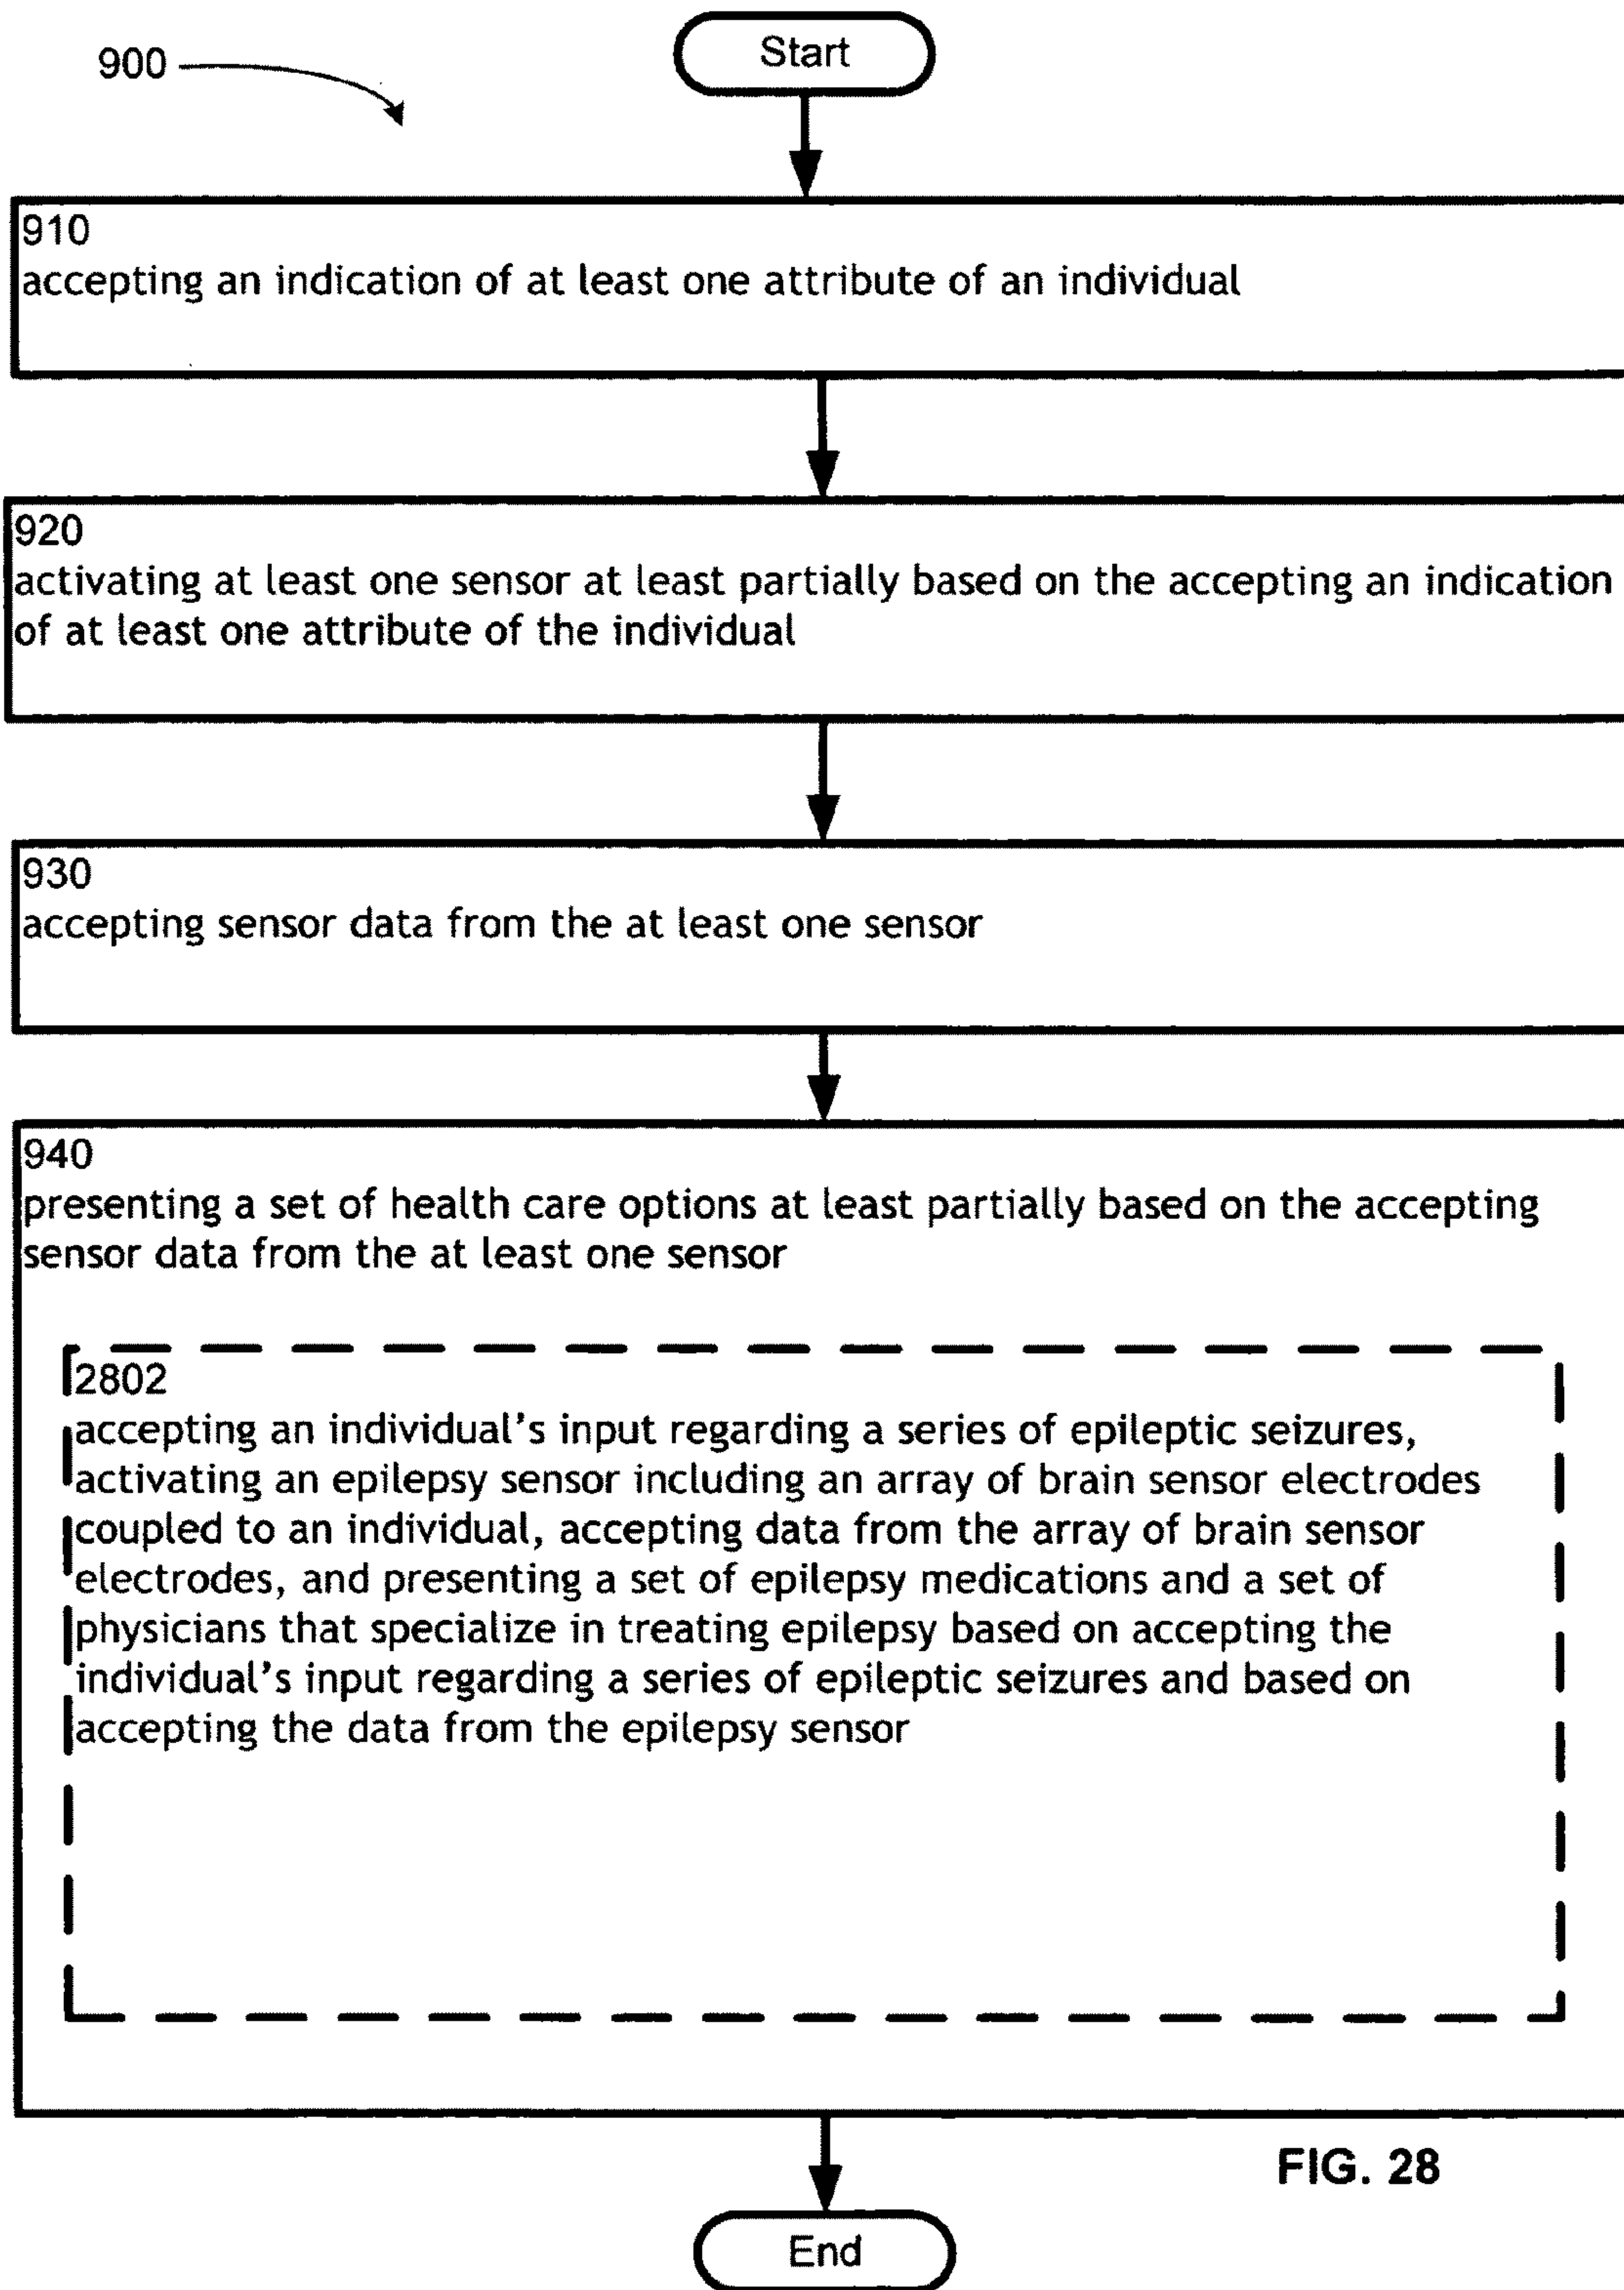 Start
900
910
accepting an indication of at least one attribute of an individual
920
activating at least one sensor at least partially based on the accepting an indication
of at least one attribute of the individual
930
accepting sensor data from the at least one sensor
940
presenting a set of health care options at least partially based on the accepting
sensor data from the at least one sensor
2802
accepting an individual's input regarding a series of epileptic seizures,
activating an epilepsy sensor including an array of brain sensor electrodes
coupled to an individual, accepting data from the array of brain sensor
electrodes, and presenting a set of epilepsy medications and a set of
physicians that specialize in treating epilepsy based on accepting the
individual's input regarding a series of epileptic seizures and based on
accepting the data from the epilepsy sensor
FIG. 28
End